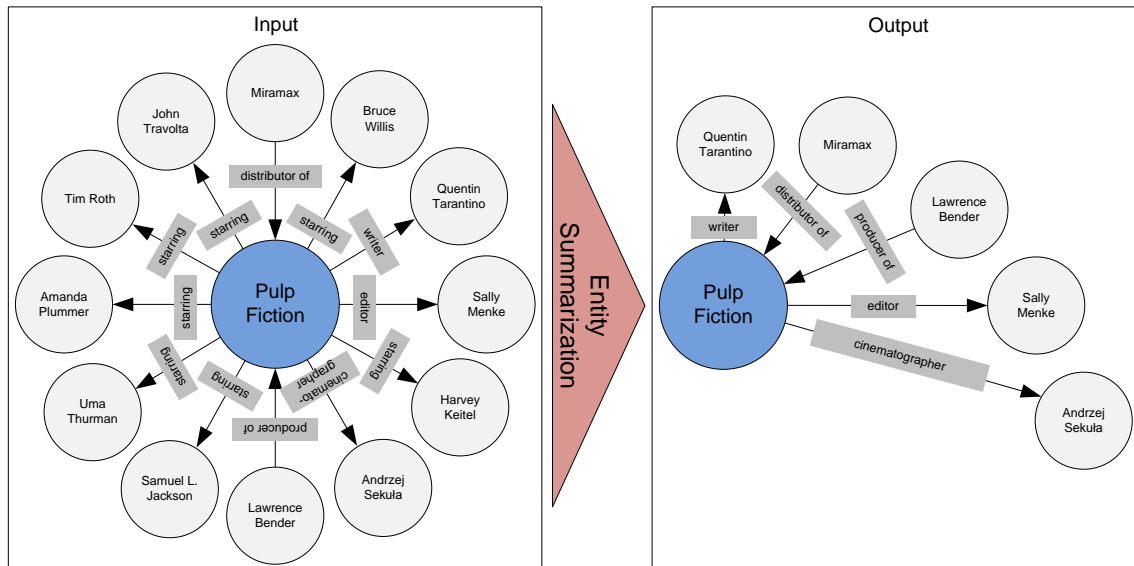 Input
Miramax
John
Travolta
Bruce
Willis
Tim Roth
distributor of
Quentin
Tarantino
starring
starring
starring
writer
Amanda
Plummer
starring
Pulp
Fiction
editor
Sally
Menke
starring
starring
cinemato-
grapher
starring
Uma
Thurman
producer of
Harvey
Keitel
Samuel L.
Jackson
Lawrence
Bender
Andrzej
Sekuła
Entity
Summarization
Output
Quentin
Tarantino
Miramax
Lawrence
Bender
writer
distributor of
producer of
Pulp
Fiction
editor
Sally
Menke
cinematographer
Andrzej
Sekuła